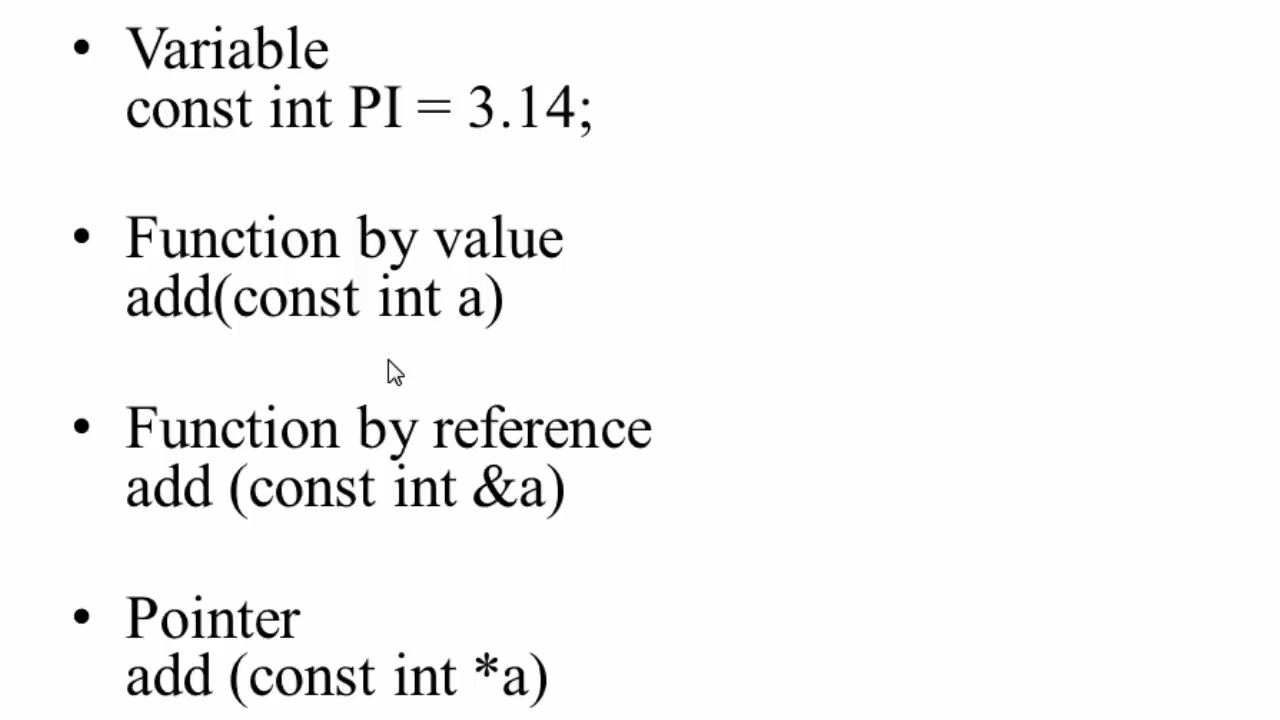 • Variable
const int PI = 3.14;
• Function by value
add(const int a)
• Function by reference
add (const int &a)
• Pointer
add (const int *a)